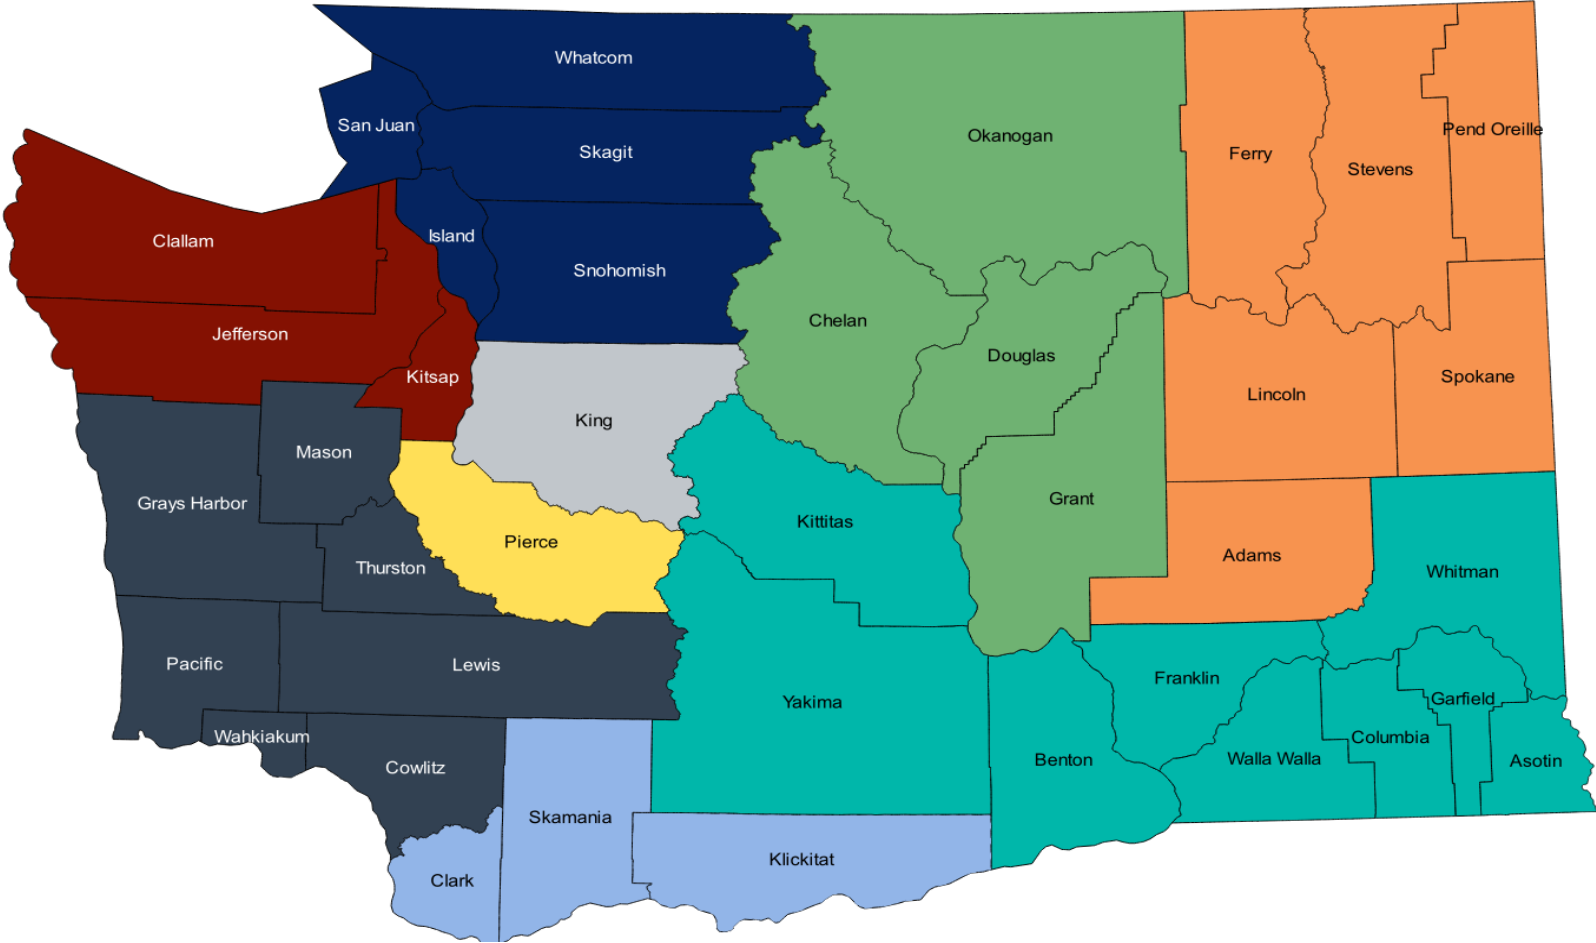 Whatcom
San Juan
Skagit
Okanogan
Ferry
Stevens
Pend Oreille
Clallam
Island
Snohomish
Jefferson
Chelan
Douglas
Kitsap
King
Lincoln
Spokane
Mason
Grays Harbor
Pierce
Kittitas
Grant
Thurston
Adams
Whitman
Pacific
Lewis
Yakima
Franklin
Garfield
Wahkiakum
Cowlitz
Benton
Walla Walla
Columbia
Asotin
Skamania
Klickitat
Clark